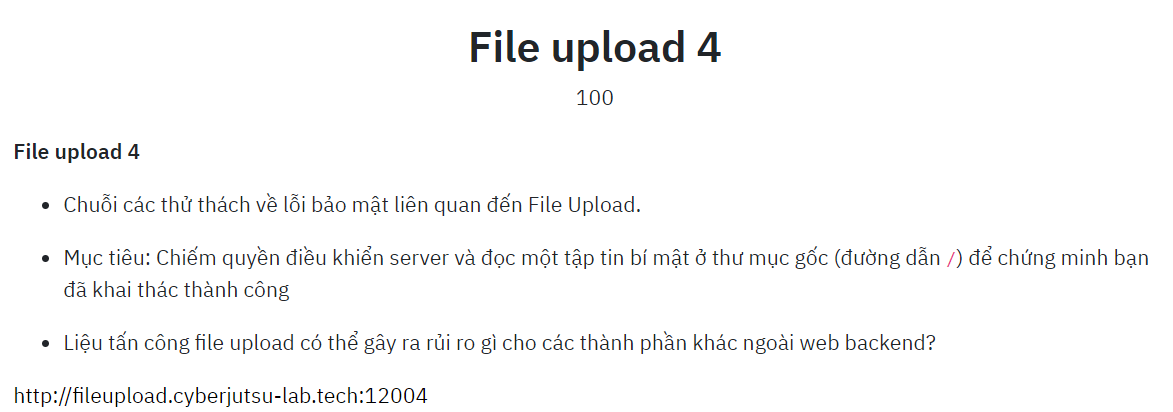 File upload 4
100
File upload 4
Chuỗi các thử thách về lỗi bảo mật liên quan đến File Upload.
Mục tiêu: Chiếm quyền điều khiển server và đọc một tập tin bí mật ở thư mục gốc (đường dẫn /) để chứng minh bạn
đã khai thác thành công
Liệu tấn công file upload có thể gây ra rủi ro gì cho các thành phần khác ngoài web backend?
http://fileupload.cyberjutsu-lab.tech:12004